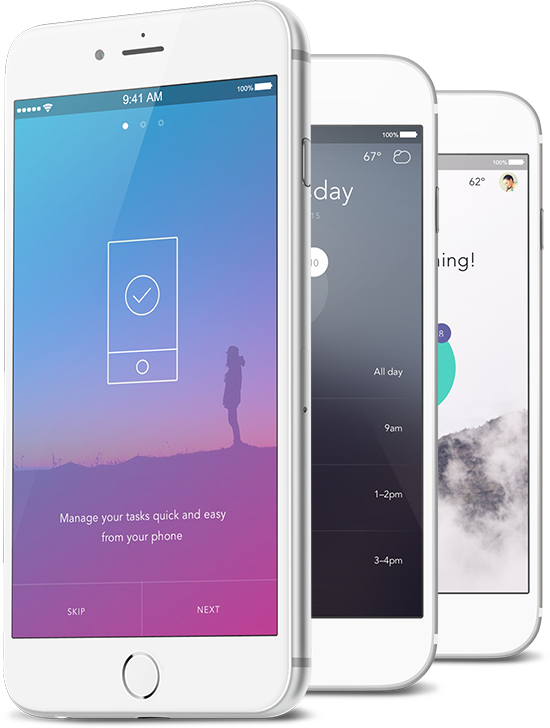 9:41 AM
100%
Manage your tasks quick and easy
from your phone
SKIP
NEXT
100%
67°
day
15
10
All day
9am
1–2pm
3–4pm
100%
62°
ning!
8